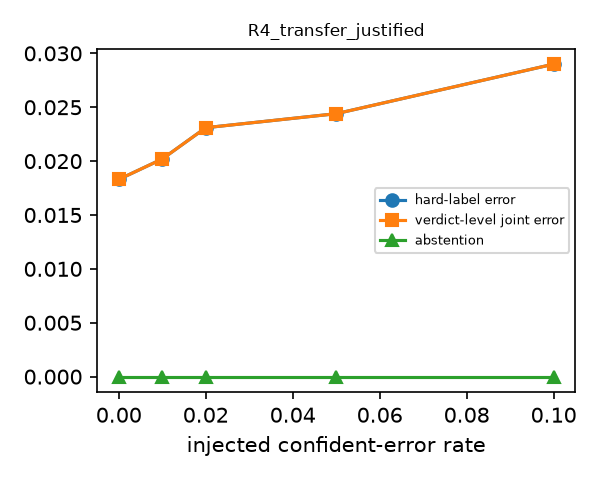 R4_transfer_justified
0.030
0.025
0.020
0.015
0.010
0.005
0.000
hard-label error
verdict-level joint error
abstention
0.00 0.02 0.04 0.06 0.08 0.10
injected confident-error rate